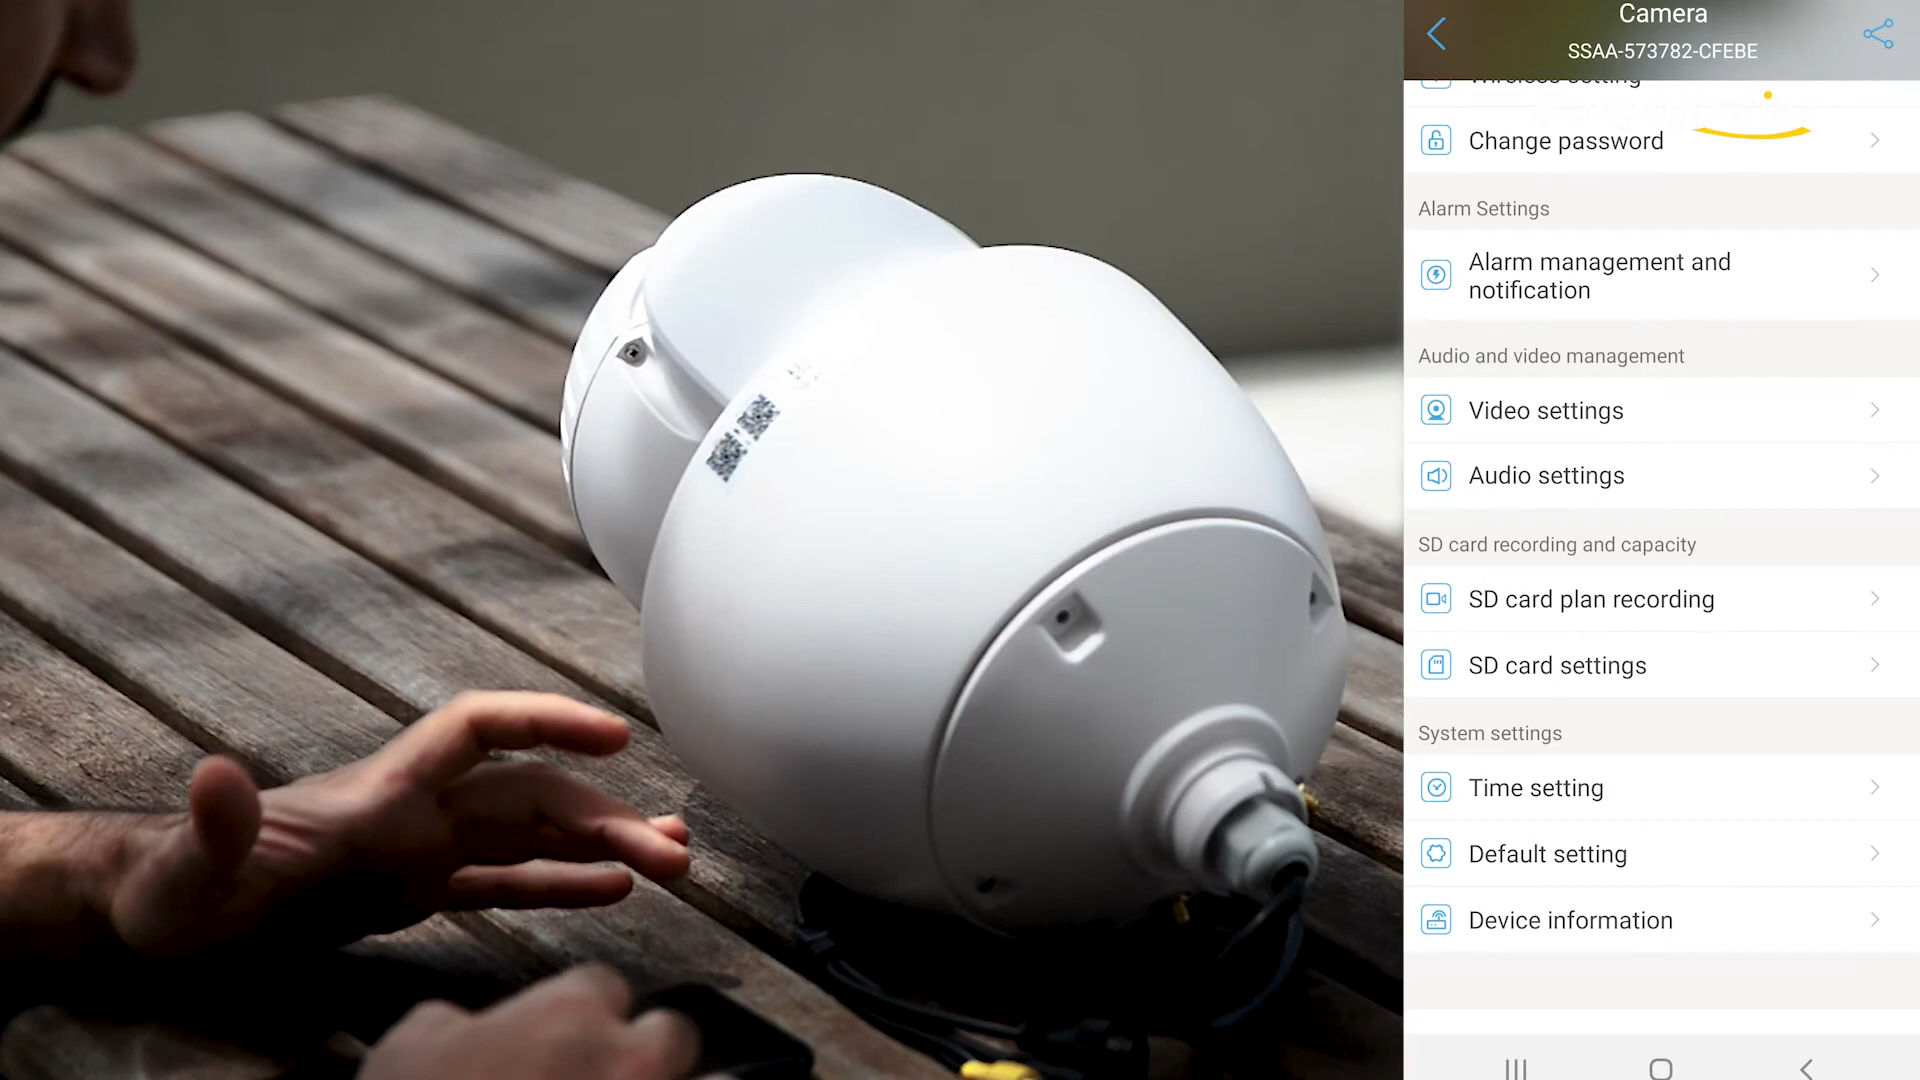 Camera
SSAA-573782-CFEBE
Wireless setting
Change password
Alarm Settings
Alarm management and
notification
Audio and video management
Video settings
Audio settings
SD card recording and capacity
SD card plan recording
SD card settings
System settings
Time setting
Default setting
Device information